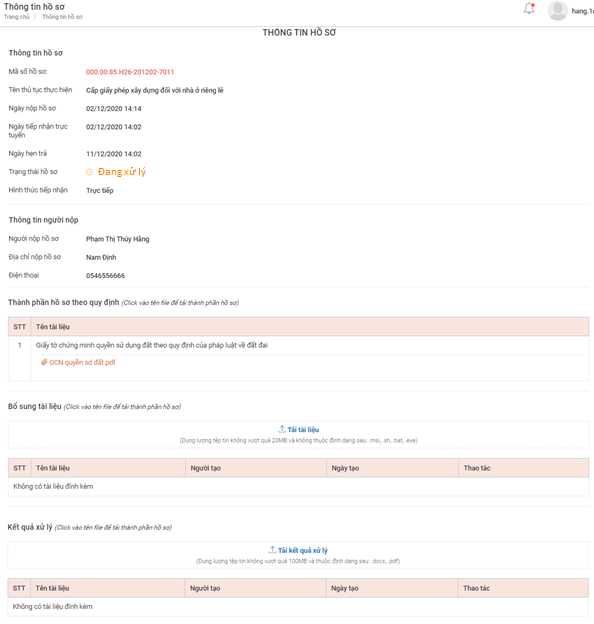 Thông tin hồ sơ
Trang chủ / Thông tin hồ sơ
hang.1
THÔNG TIN HỒ SƠ
Thông tin hồ sơ
Mã số hồ sơ: 000.00.85.H26-201202-7011
Tên thủ tục thực hiện Cấp giấy phép xây dựng đối với nhà ở riêng lẻ
Ngày nộp hồ sơ 02/12/2020 14:14
Ngày tiếp nhận trực tuyến 02/12/2020 14:02
Ngày hẹn trả 11/12/2020 14:02
Trạng thái hồ sơ Đang xử lý
Hình thức tiếp nhận Trực tiếp
Thông tin người nộp
Người nộp hồ sơ Phạm Thị Thúy Hằng
Địa chỉ nộp hồ sơ Nam Định
Điện thoại 0546556666
Thành phần hồ sơ theo quy định (Click vào tên file để tải thành phần hồ sơ)
STT Tên tài liệu
1 Giấy tờ chứng minh quyền sử dụng đất theo quy định của pháp luật về đất đai
GCN quyền sd đất.pdf
Bổ sung tài liệu (Click vào tên file để tải thành phần hồ sơ)
Tải tài liệu
(Dung lượng tệp tin không vượt quá 20MB và không thuộc định dạng sau: .msi, .sh, .bat, .exe)
STT Tên tài liệu Người tạo Ngày tạo Thao tác
Không có tài liệu đính kèm
Kết quả xử lý (Click vào tên file để tải thành phần hồ sơ)
Tải kết quả xử lý
(Dung lượng tệp tin không vượt quá 100MB và thuộc định dạng sau: .docx, .pdf)
STT Tên tài liệu Người tạo Ngày tạo Thao tác
Không có tài liệu đính kèm